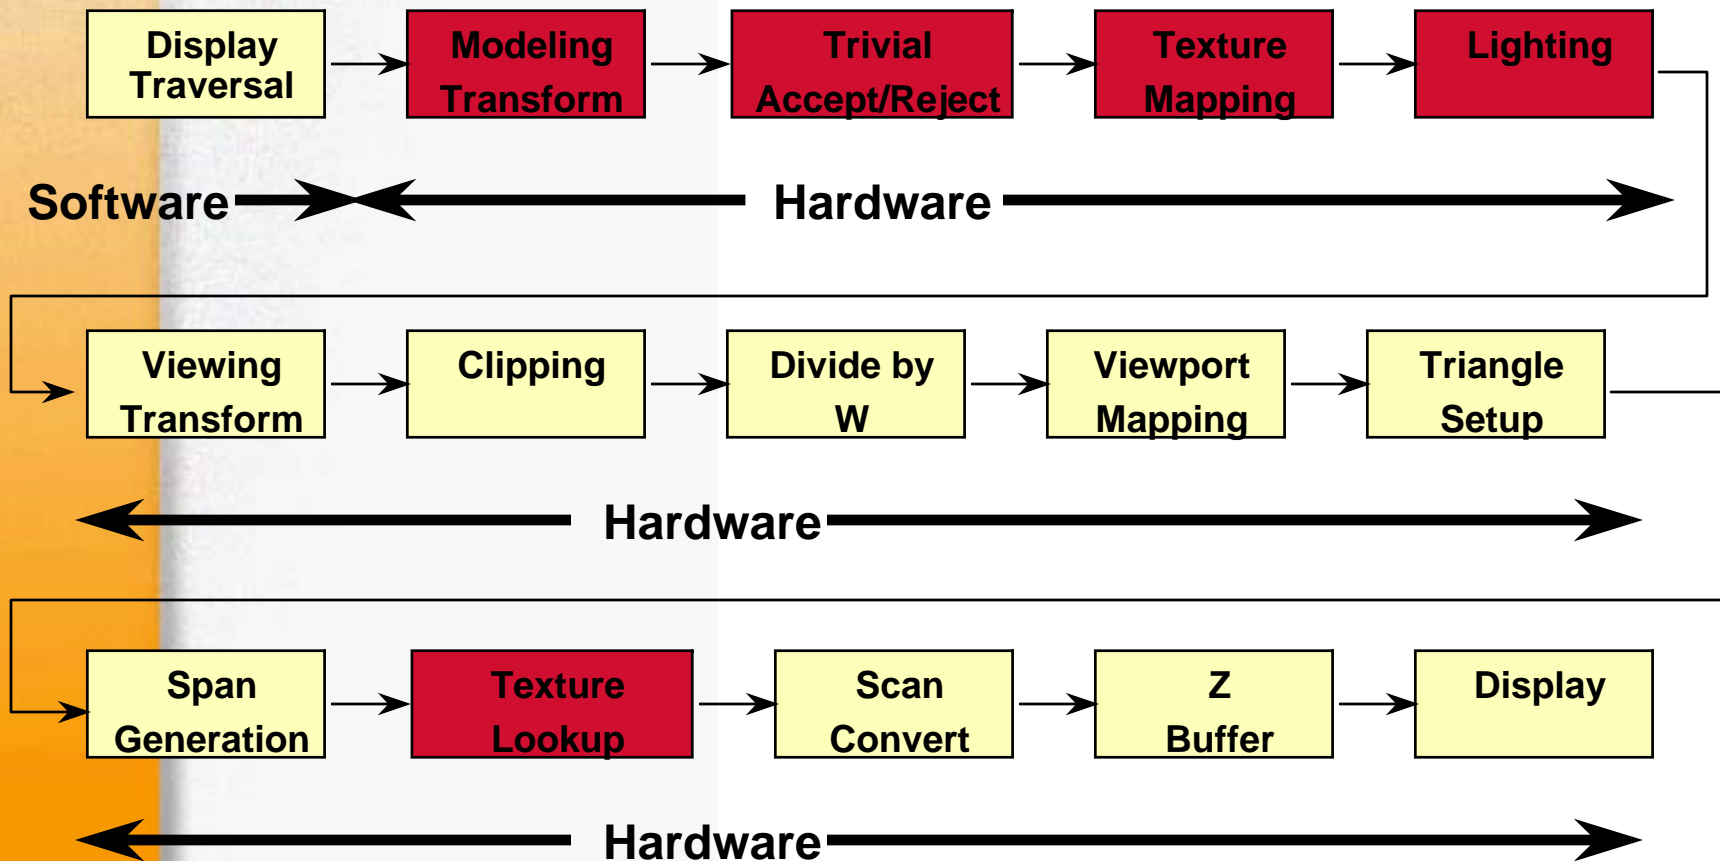 Display
Traversal
Modeling
Transform
Trivial
Accept/Reject
Texture
Mapping
Lighting
Software
Hardware
Viewing
Transform
Clipping
Divide by
W
Viewport
Mapping
Triangle
Setup
Hardware
Span
Generation
Texture
Lookup
Scan
Convert
Z
Buffer
Display
Hardware